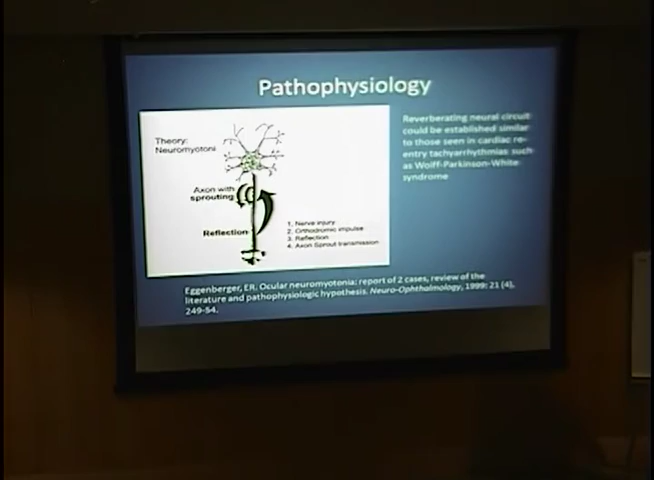 Pathophysiology
Theory:
Neuromyotoni
Axon with
sprouting
Reflection
1. Nerve injury
2. Orthodromic impulse
3. Reflection
4. Axon Sprout transmission
Reverberating neural circuit
could be established similar
to those seen in cardiac re-
entry tachyarrhythmias such
as Wolff-Parkinson-White
syndrome
Eggenberger, ER. Ocular neuromyotonia: report of 2 cases, review of the
literature and pathophysiologic hypothesis. Neuro-Ophthalmology, 1999: 21 (4),
249-54.